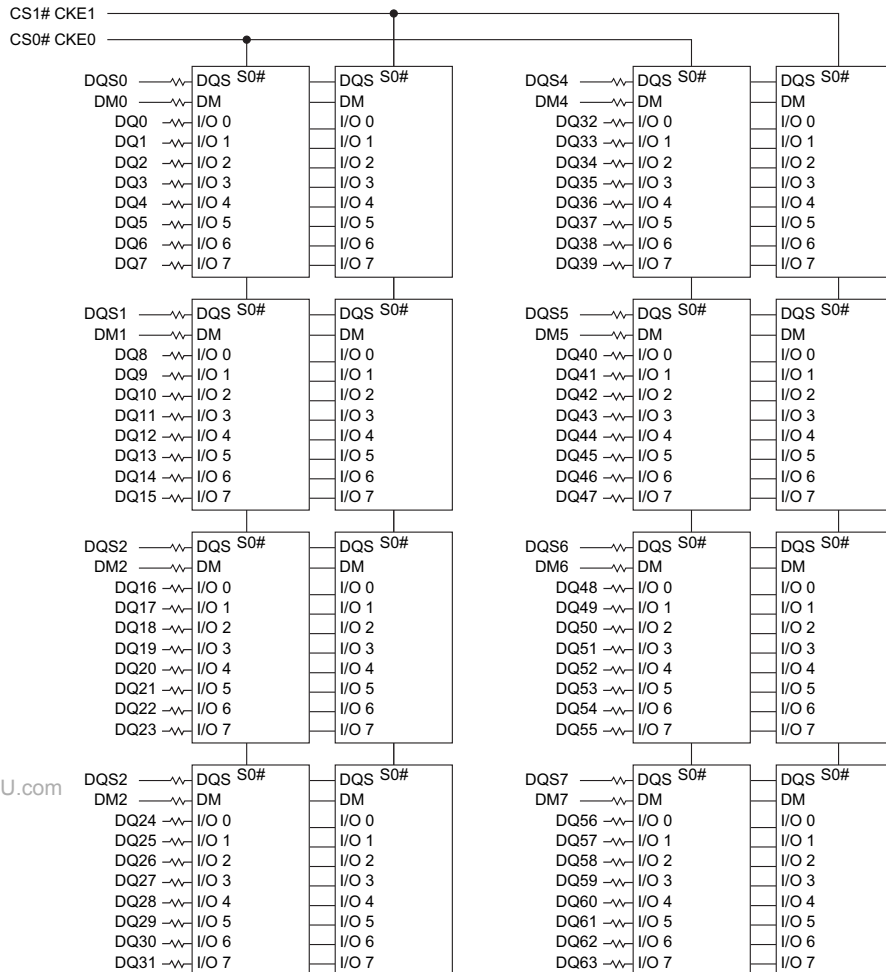 CS1# CKE1
CS0# CKE0
DQS0 DQS S0# DQS S0# DQS4 DQS S0# DQS S0#
DM0 DM DM DM4 DM DM
DQ0 I/O 0 I/O 0 DQ32 I/O 0 I/O 0
DQ1 I/O 1 I/O 1 DQ33 I/O 1 I/O 1
DQ2 I/O 2 I/O 2 DQ34 I/O 2 I/O 2
DQ3 I/O 3 I/O 3 DQ35 I/O 3 I/O 3
DQ4 I/O 4 I/O 4 DQ36 I/O 4 I/O 4
DQ5 I/O 5 I/O 5 DQ37 I/O 5 I/O 5
DQ6 I/O 6 I/O 6 DQ38 I/O 6 I/O 6
DQ7 I/O 7 I/O 7 DQ39 I/O 7 I/O 7
DQS1 DQS S0# DQS S0# DQS5 DQS S0# DQS S0#
DM1 DM DM DM5 DM DM
DQ8 I/O 0 I/O 0 DQ40 I/O 0 I/O 0
DQ9 I/O 1 I/O 1 DQ41 I/O 1 I/O 1
DQ10 I/O 2 I/O 2 DQ42 I/O 2 I/O 2
DQ11 I/O 3 I/O 3 DQ43 I/O 3 I/O 3
DQ12 I/O 4 I/O 4 DQ44 I/O 4 I/O 4
DQ13 I/O 5 I/O 5 DQ45 I/O 5 I/O 5
DQ14 I/O 6 I/O 6 DQ46 I/O 6 I/O 6
DQ15 I/O 7 I/O 7 DQ47 I/O 7 I/O 7
DQS2 DQS S0# DQS S0# DQS6 DQS S0# DQS S0#
DM2 DM DM DM6 DM DM
DQ16 I/O 0 I/O 0 DQ48 I/O 0 I/O 0
DQ17 I/O 1 I/O 1 DQ49 I/O 1 I/O 1
DQ18 I/O 2 I/O 2 DQ50 I/O 2 I/O 2
DQ19 I/O 3 I/O 3 DQ51 I/O 3 I/O 3
DQ20 I/O 4 I/O 4 DQ52 I/O 4 I/O 4
DQ21 I/O 5 I/O 5 DQ53 I/O 5 I/O 5
DQ22 I/O 6 I/O 6 DQ54 I/O 6 I/O 6
DQ23 I/O 7 I/O 7 DQ55 I/O 7 I/O 7
U.com DQS2 DQS S0# DQS S0# DQS7 DQS S0# DQS S0#
DM2 DM DM DM7 DM DM
DQ24 I/O 0 I/O 0 DQ56 I/O 0 I/O 0
DQ25 I/O 1 I/O 1 DQ57 I/O 1 I/O 1
DQ26 I/O 2 I/O 2 DQ58 I/O 2 I/O 2
DQ27 I/O 3 I/O 3 DQ59 I/O 3 I/O 3
DQ28 I/O 4 I/O 4 DQ60 I/O 4 I/O 4
DQ29 I/O 5 I/O 5 DQ61 I/O 5 I/O 5
DQ30 I/O 6 I/O 6 DQ62 I/O 6 I/O 6
DQ31 I/O 7 I/O 7 DQ63 I/O 7 I/O 7